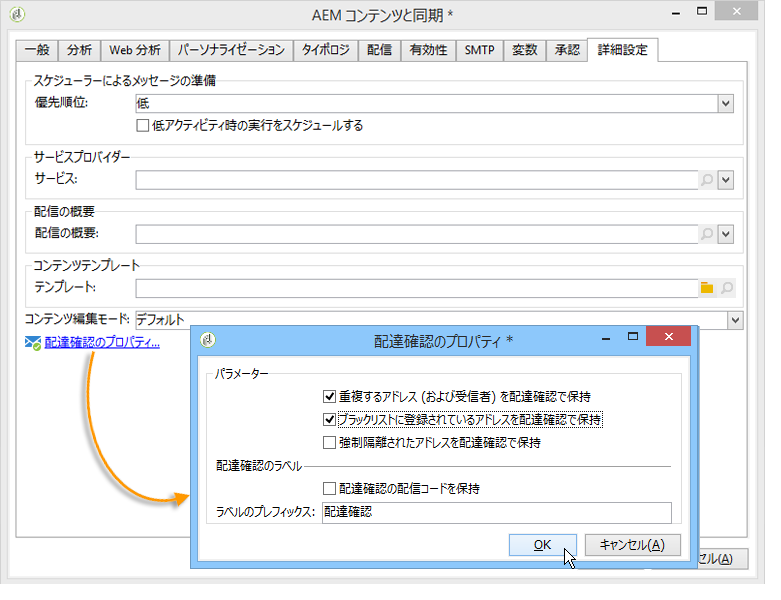 AEM コンテンツと同期 *
一般 分析 Web 分析 パーソナライゼーション タイポロジ 配信 有効性 SMTP 変数 承認 詳細設定
スケジューラーによるメッセージの準備
優先順位: 低
低アクティビティ時の実行をスケジュールする
サービスプロバイダー
サービス:
配信の概要
配信の概要:
コンテンツテンプレート
テンプレート:
コンテンツ編集モード: デフォルト
配達確認のプロパティ...
配達確認のプロパティ *
パラメーター
重複するアドレス (および受信者) を配達確認で保持
ブラックリストに登録されているアドレスを配達確認で保持
強制隔離されたアドレスを配達確認で保持
配達確認のラベル
配達確認の配信コードを保持
ラベルのプレフィックス: 配達確認
OK キャンセル(A)
セル(A)